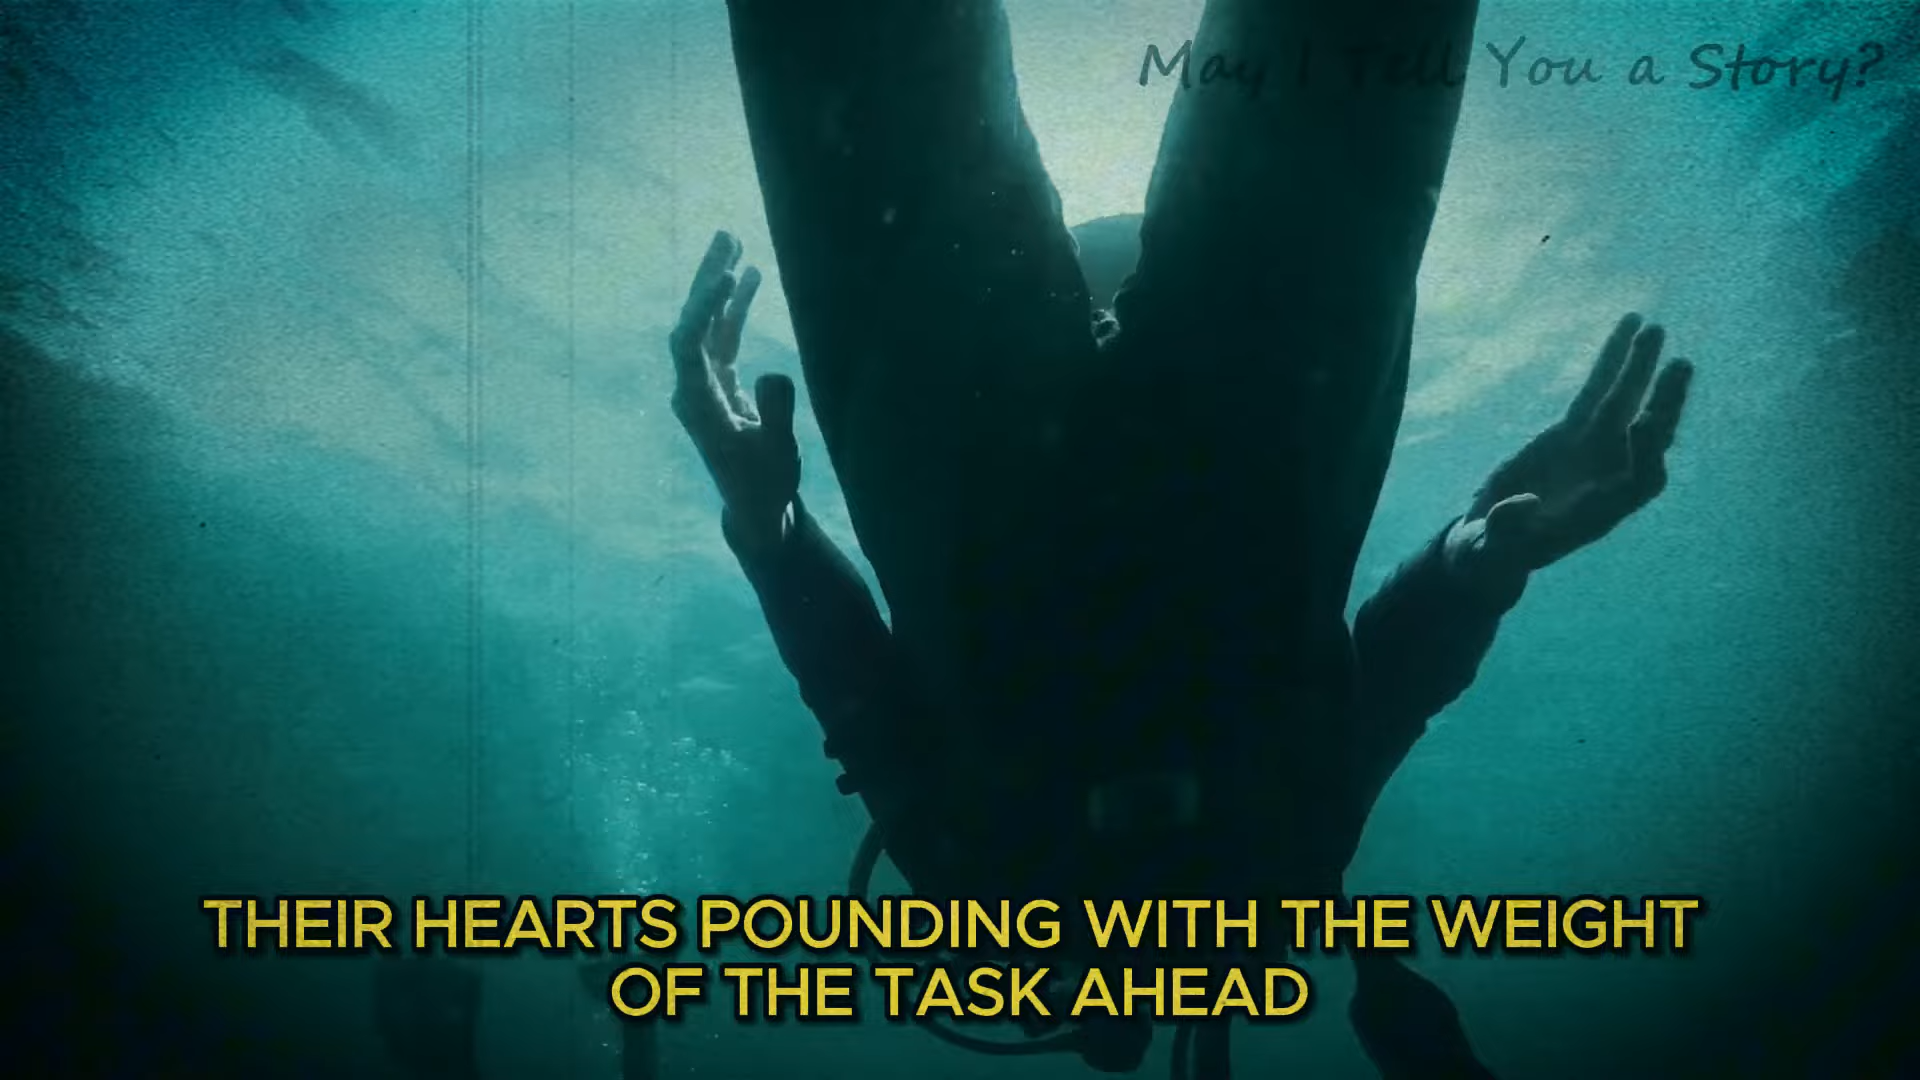 May I Tell You a Story?
THEIR HEARTS POUNDING WITH THE WEIGHT
OF THE TASK AHEAD